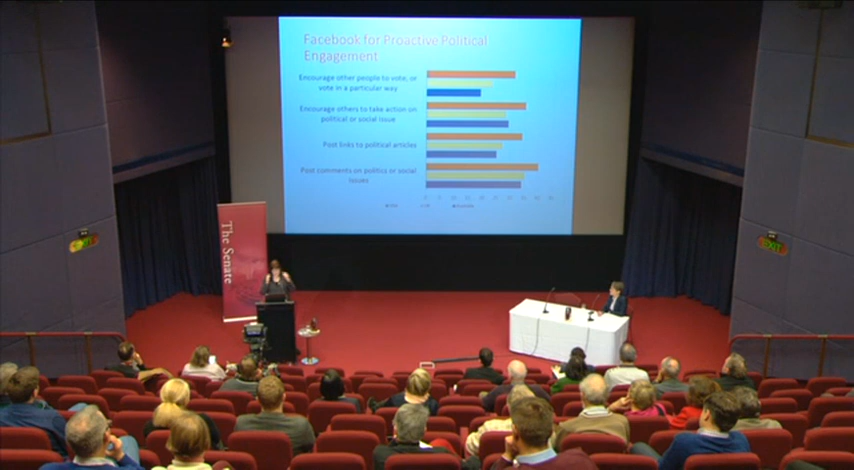 Facebook for Proactive Political
Engagement
Encourage other people to vote, or
vote in a particular way
Encourage others to take action on
political or social issue
Post links to political articles
Post comments on politics or social
issues
The Senate
EXIT
EXIT